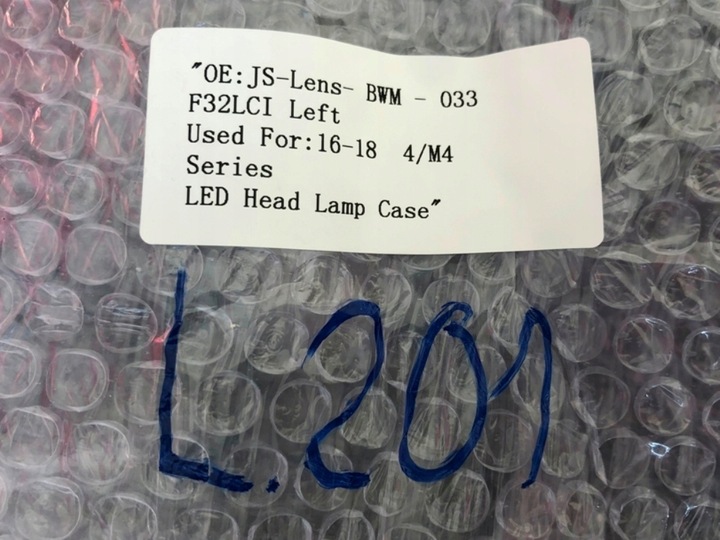 "OE:JS-Lens- BWM - 033
F32LCI Left
Used For:16-18 4/M4
Series
LED Head Lamp Case"
L.201